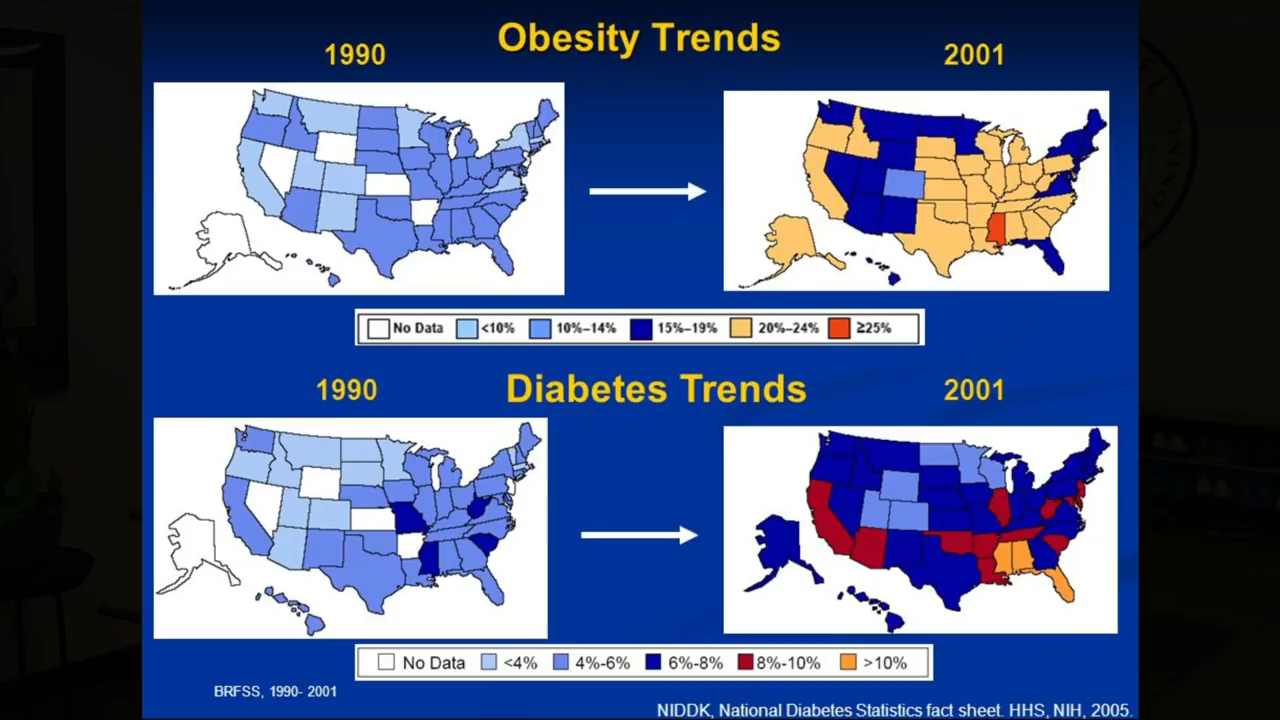 Obesity Trends
1990
2001
No Data <10% 10%–14% 15%–19% 20%–24% ≥25%
Diabetes Trends
1990
2001
No Data <4% 4%-6% 6%-8% 8%-10% >10%
BRFSS, 1990- 2001
NIDDK, National Diabetes Statistics fact sheet. HHS, NIH, 2005.